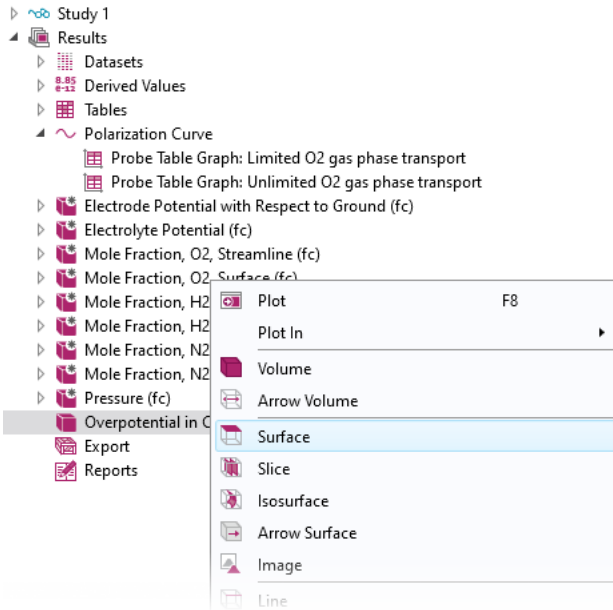 Study 1
Results
Datasets
8.85
e-12
Derived Values
Tables
Polarization Curve
Probe Table Graph: Limited O2 gas phase transport
Probe Table Graph: Unlimited O2 gas phase transport
Electrode Potential with Respect to Ground (fc)
Electrolyte Potential (fc)
Mole Fraction, O2, Streamline (fc)
Mole Fraction, O2, Surface (fc)
Mole Fraction, H2
Mole Fraction, H2
Mole Fraction, N2
Mole Fraction, N2
Pressure (fc)
Overpotential in
Export
Reports
Plot F8
Plot In
Volume
Arrow Volume
Surface
Slice
Isosurface
Arrow Surface
Image
Line